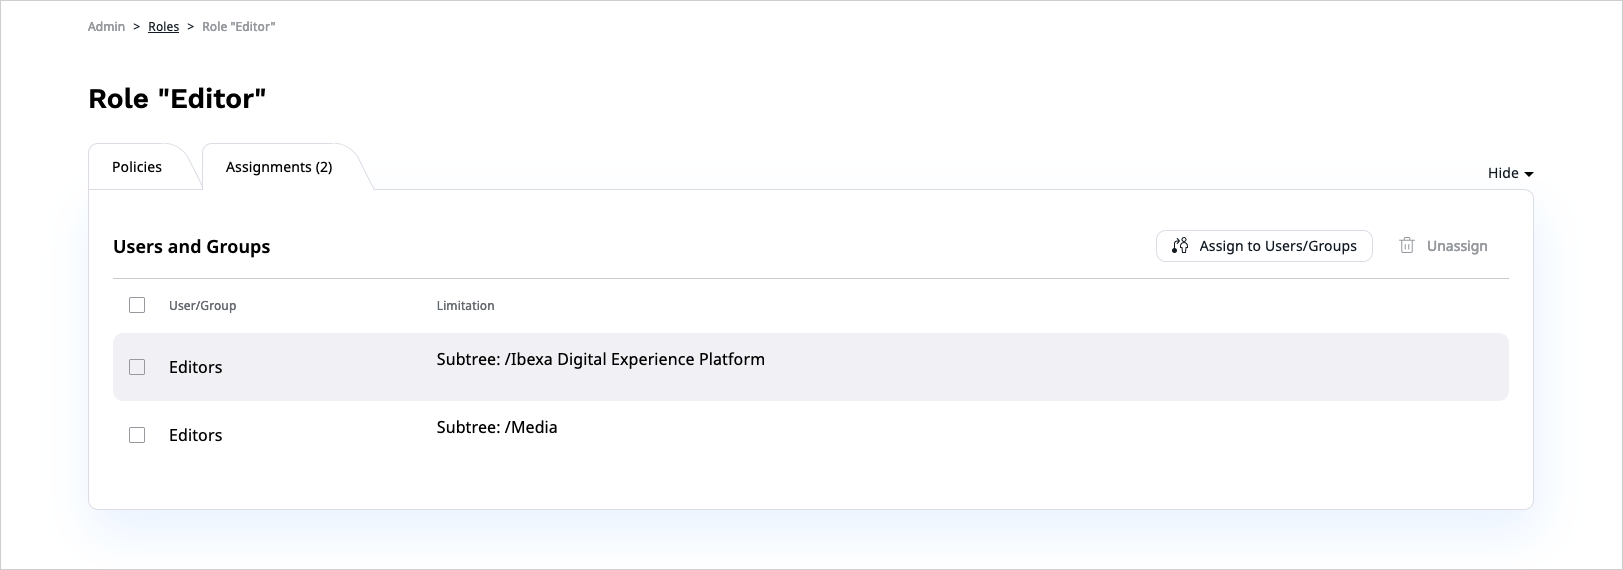 Admin > Roles > Role "Editor"
Role "Editor"
Policies Assignments (2)
Hide
Users and Groups Assign to Users/Groups Unassign
User/Group Limitation
Editors Subtree: /Ibexa Digital Experience Platform
Editors Subtree: /Media